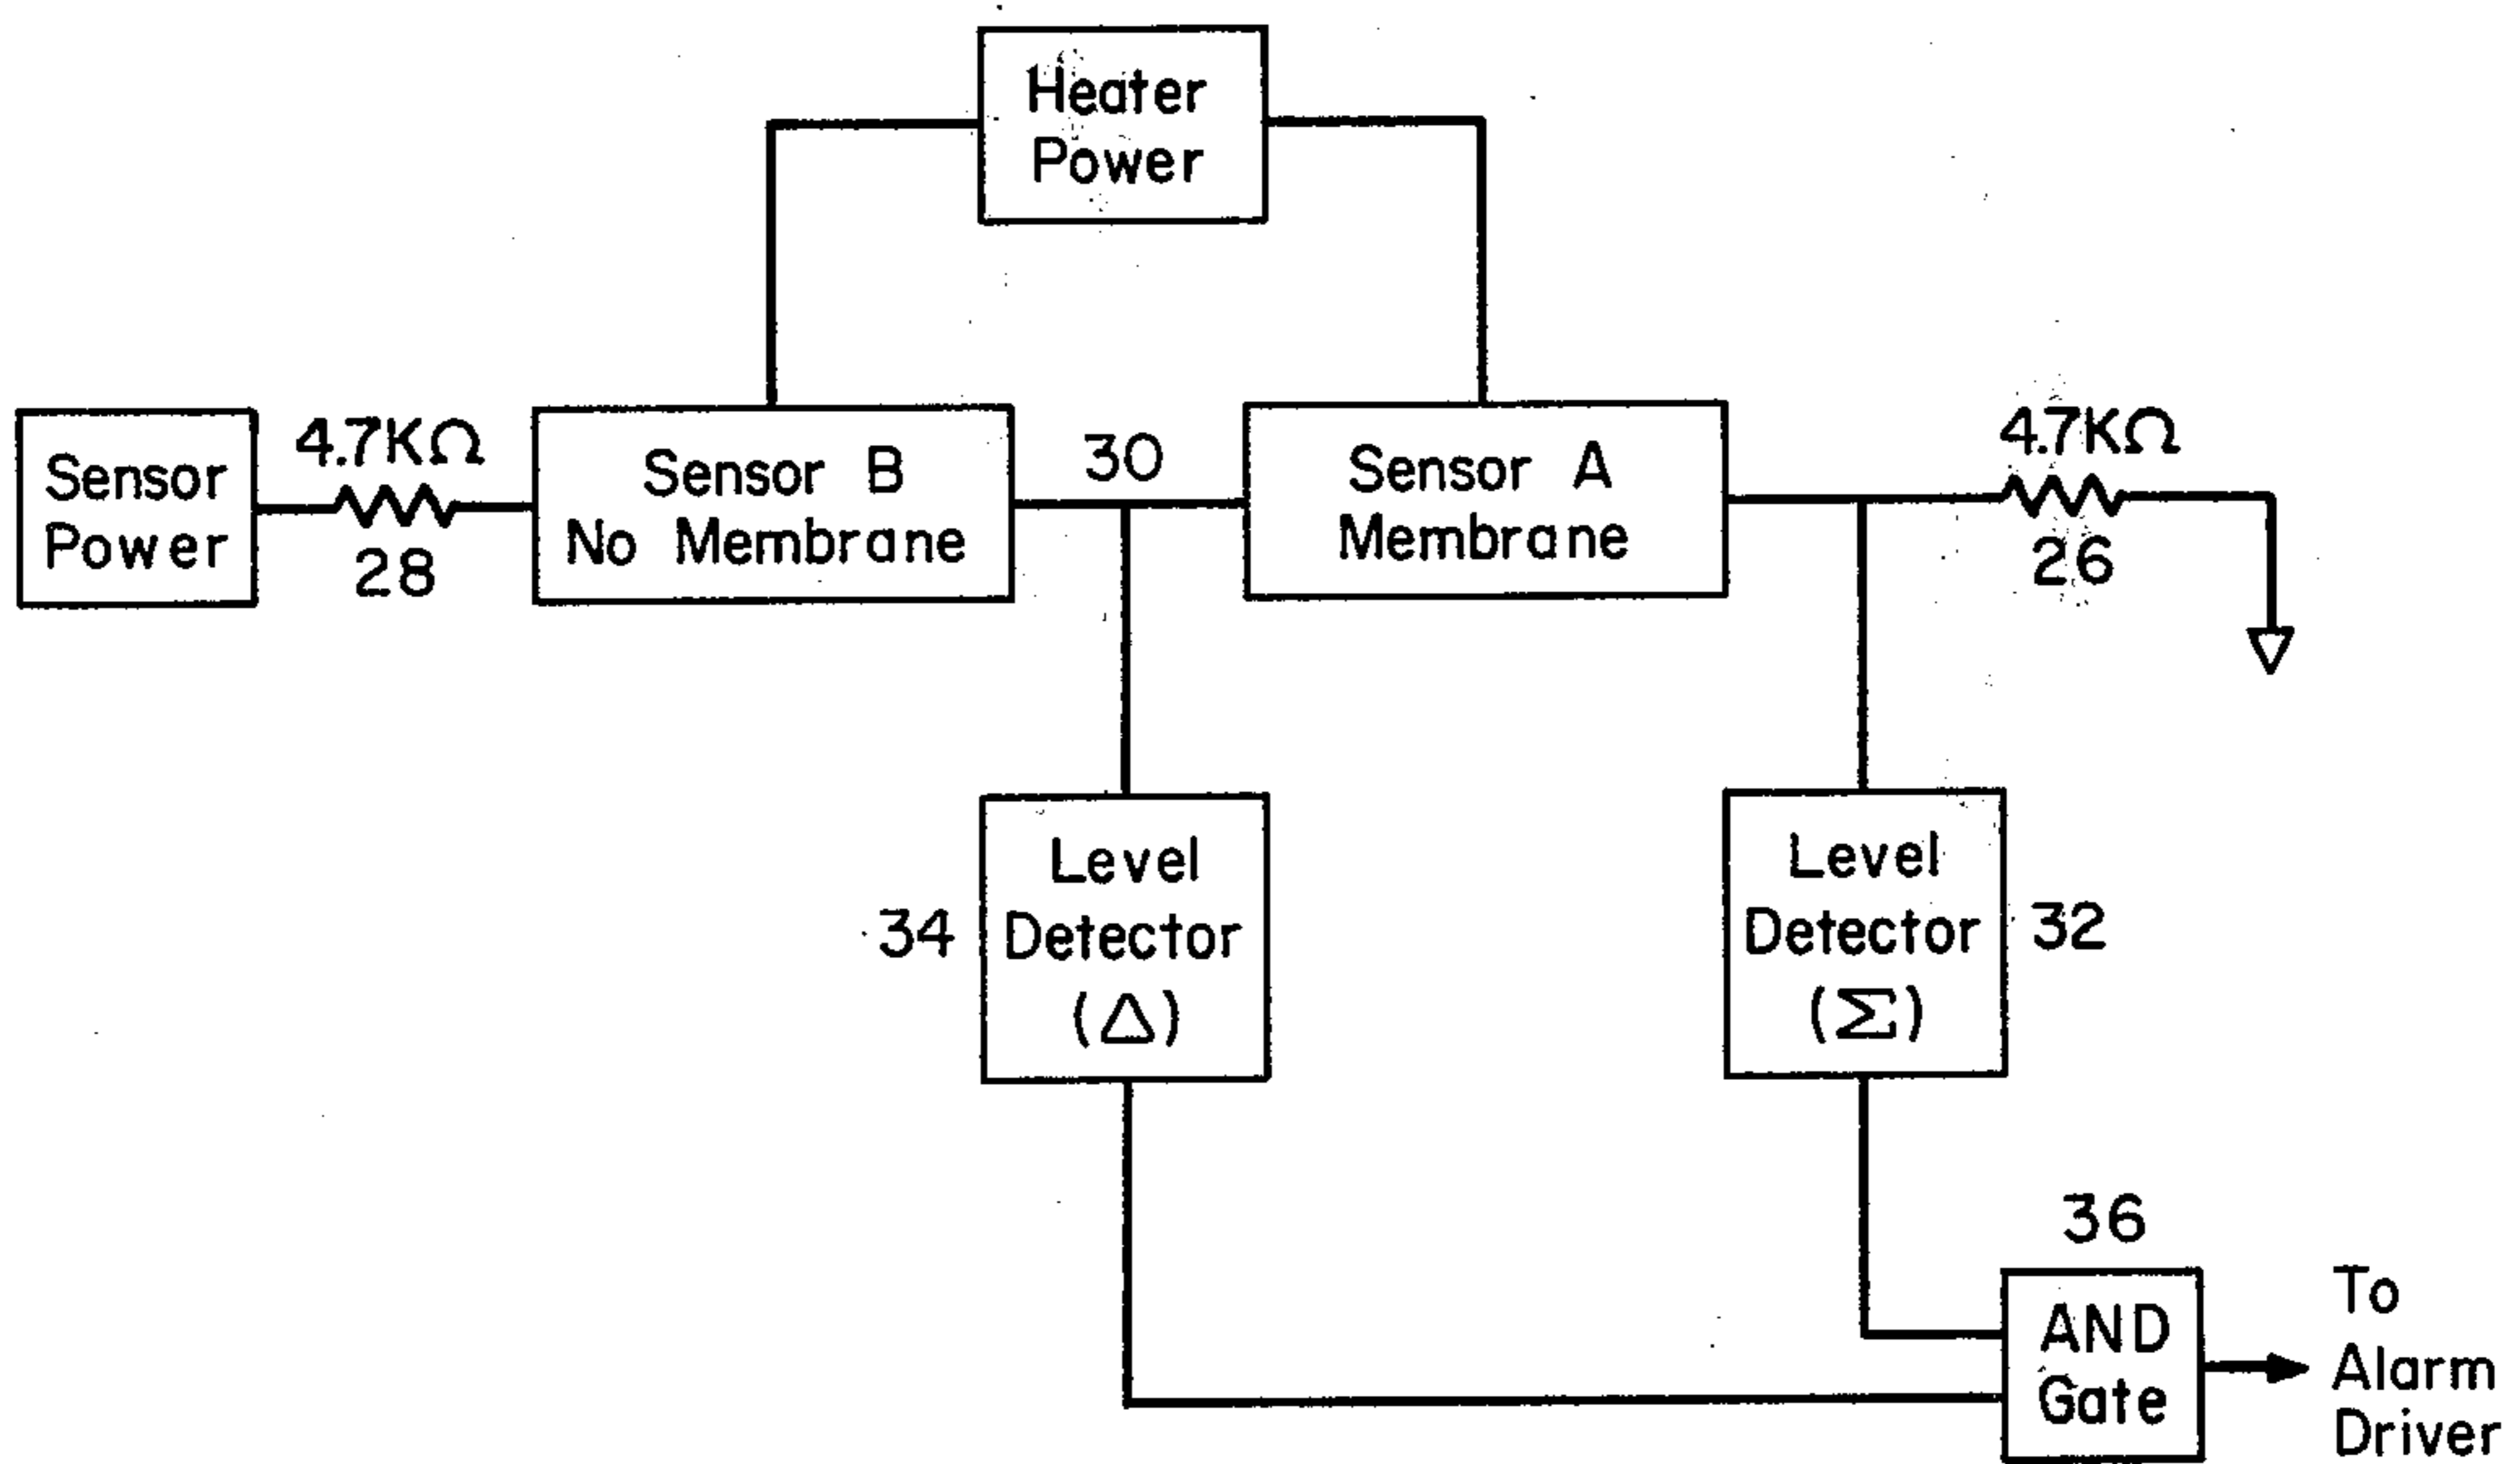 Heater
Power
Sensor
Power
4.7KΩ
28
Sensor B
No Membrane
30
Sensor A
Membrane
4.7KΩ
26
34
Level
Detector
(Δ)
Level
Detector
(Σ)
32
36
AND
Gate
To
Alarm
Driver